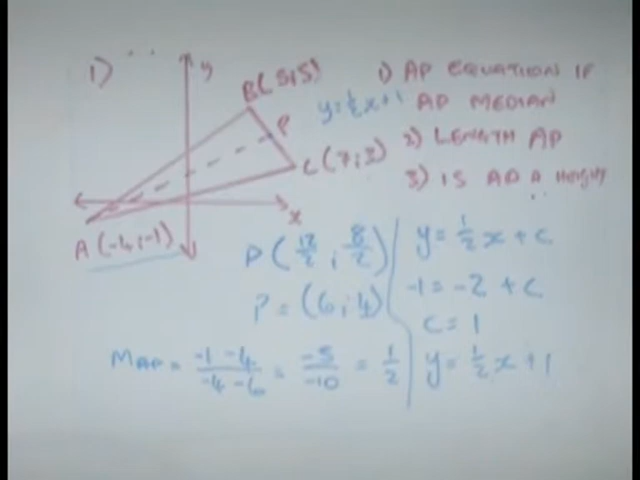 1)
y
B(5;5)
P
C(7;3)
x
A(-4;-1)
1) AP EQUATION IF
AP MEDIAN
y=½x+1
2) LENGTH AP
3) IS AP A HEIGHT
P(12/2 ; 8/2)
P = (6;4)
M_AP = (-1-4)/(-4-6) = -5/-10 = 1/2
y = ½x + c
-1 = -2 + c
c = 1
y = ½x + 1